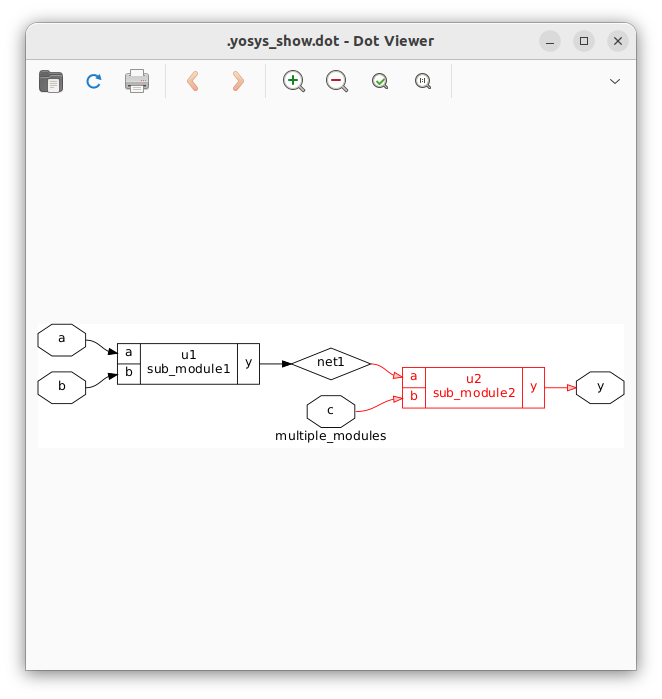 .yosys_show.dot - Dot Viewer
a
b
a
b
u1
sub_module1
y
net1
c
a
b
u2
sub_module2
y
y
multiple_modules